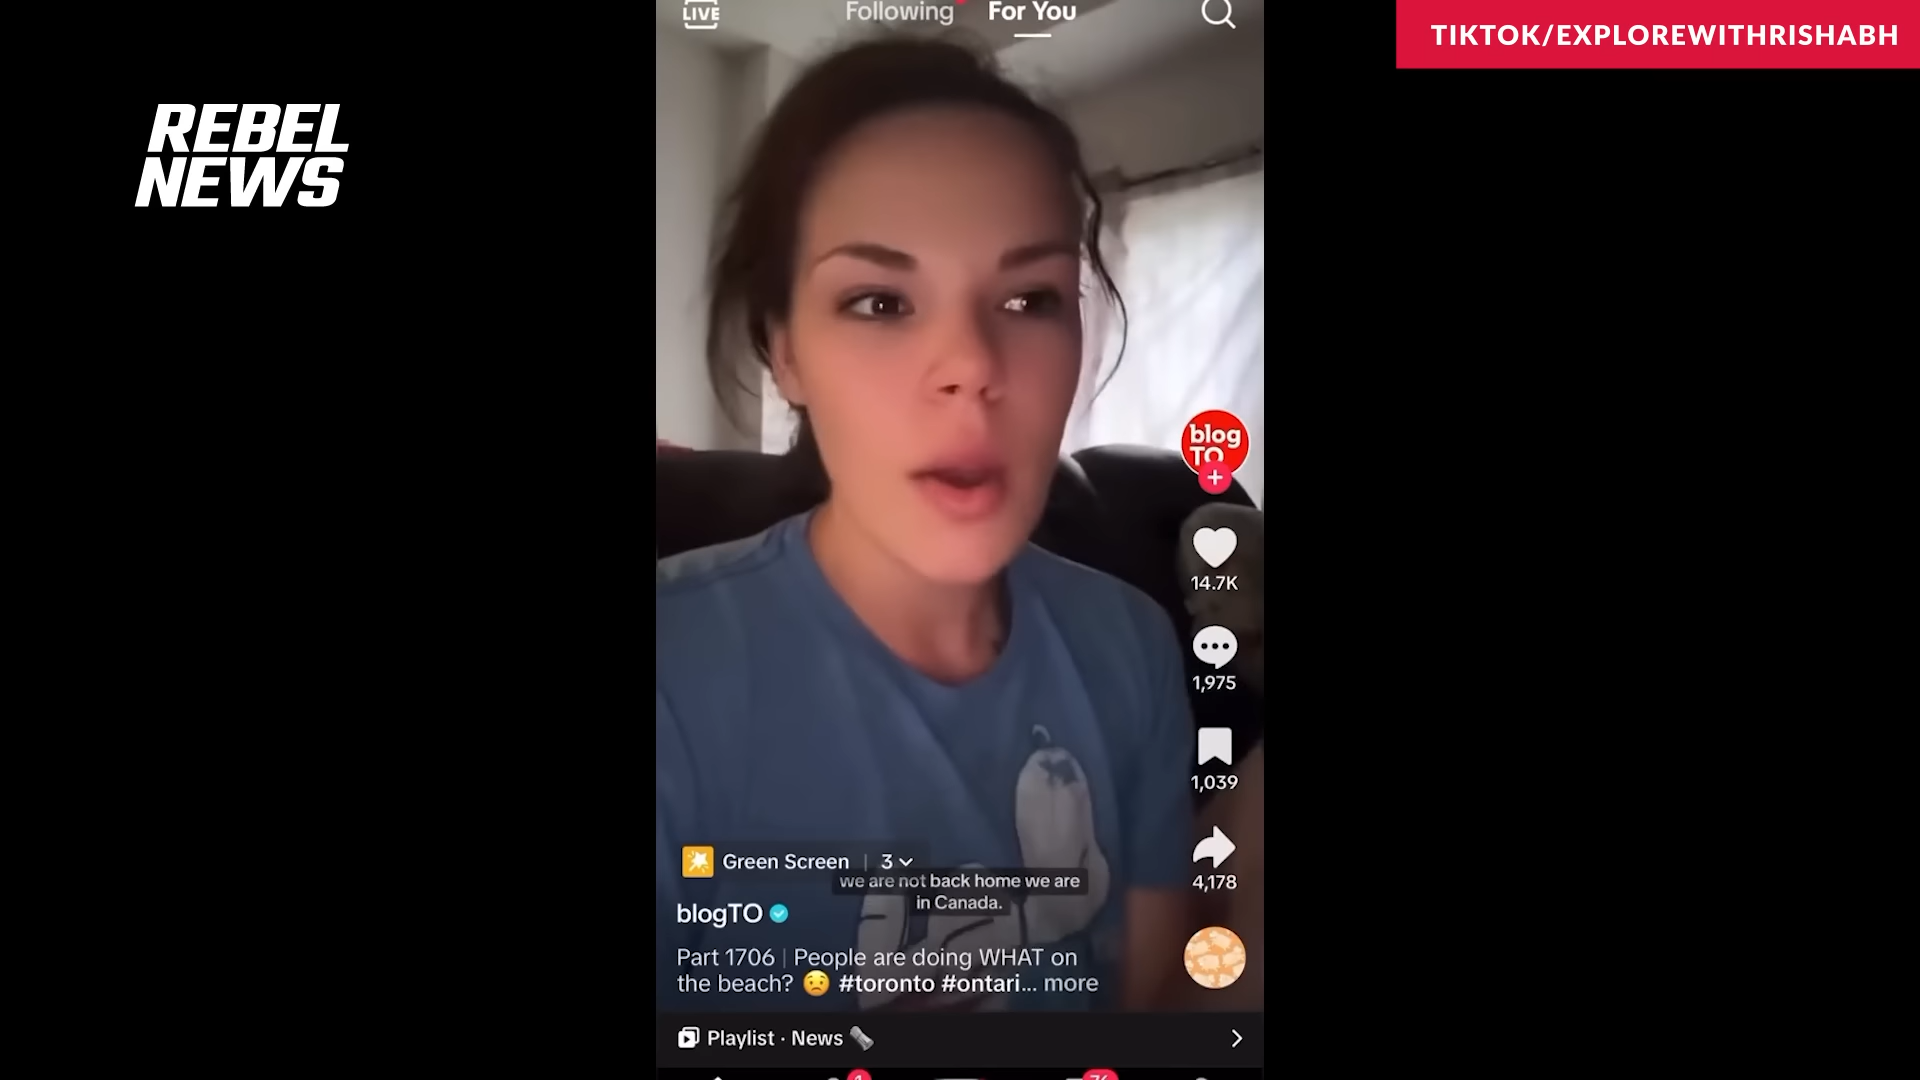 LIVE
Following
For You
TIKTOK/EXPLOREWITHRISHABH
REBEL
NEWS
blog
TO
14.7K
1,975
1,039
4,178
Green Screen | 3
we are not back home we are
in Canada.
blogTO
Part 1706 | People are doing WHAT on
the beach? 😟 #toronto #ontari... more
Playlist · News